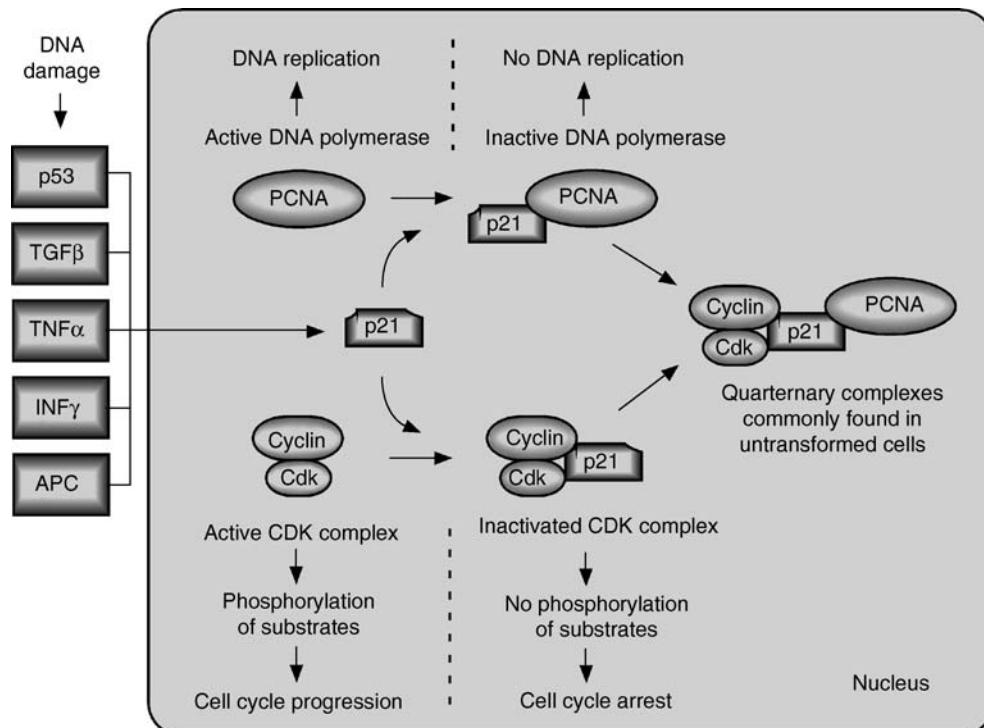 DNA
damage
p53
TGFβ
TNFα
INFγ
APC
DNA replication
No DNA replication
Active DNA polymerase
Inactive DNA polymerase
PCNA
PCNA
p21
p21
Cyclin
Cdk
p21
PCNA
Quarternary complexes
commonly found in
untransformed cells
Cyclin
Cdk
Cyclin
Cdk
p21
Active CDK complex
Inactivated CDK complex
Phosphorylation
of substrates
No phosphorylation
of substrates
Cell cycle progression
Cell cycle arrest
Nucleus